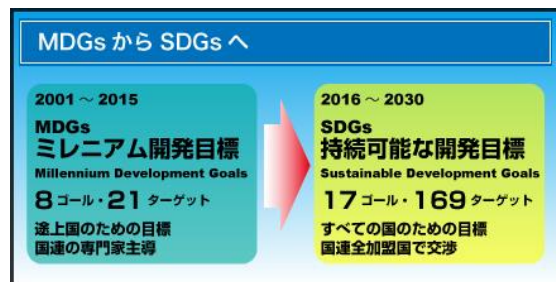 MDGs から SDGs へ
2001 ～ 2015
MDGs
ミレニアム開発目標
Millennium Development Goals
8 ゴール・21 ターゲット
途上国のための目標
国連の専門家主導
2016 ～ 2030
SDGs
持続可能な開発目標
Sustainable Development Goals
17 ゴール・169 ターゲット
すべての国のための目標
国連全加盟国で交渉